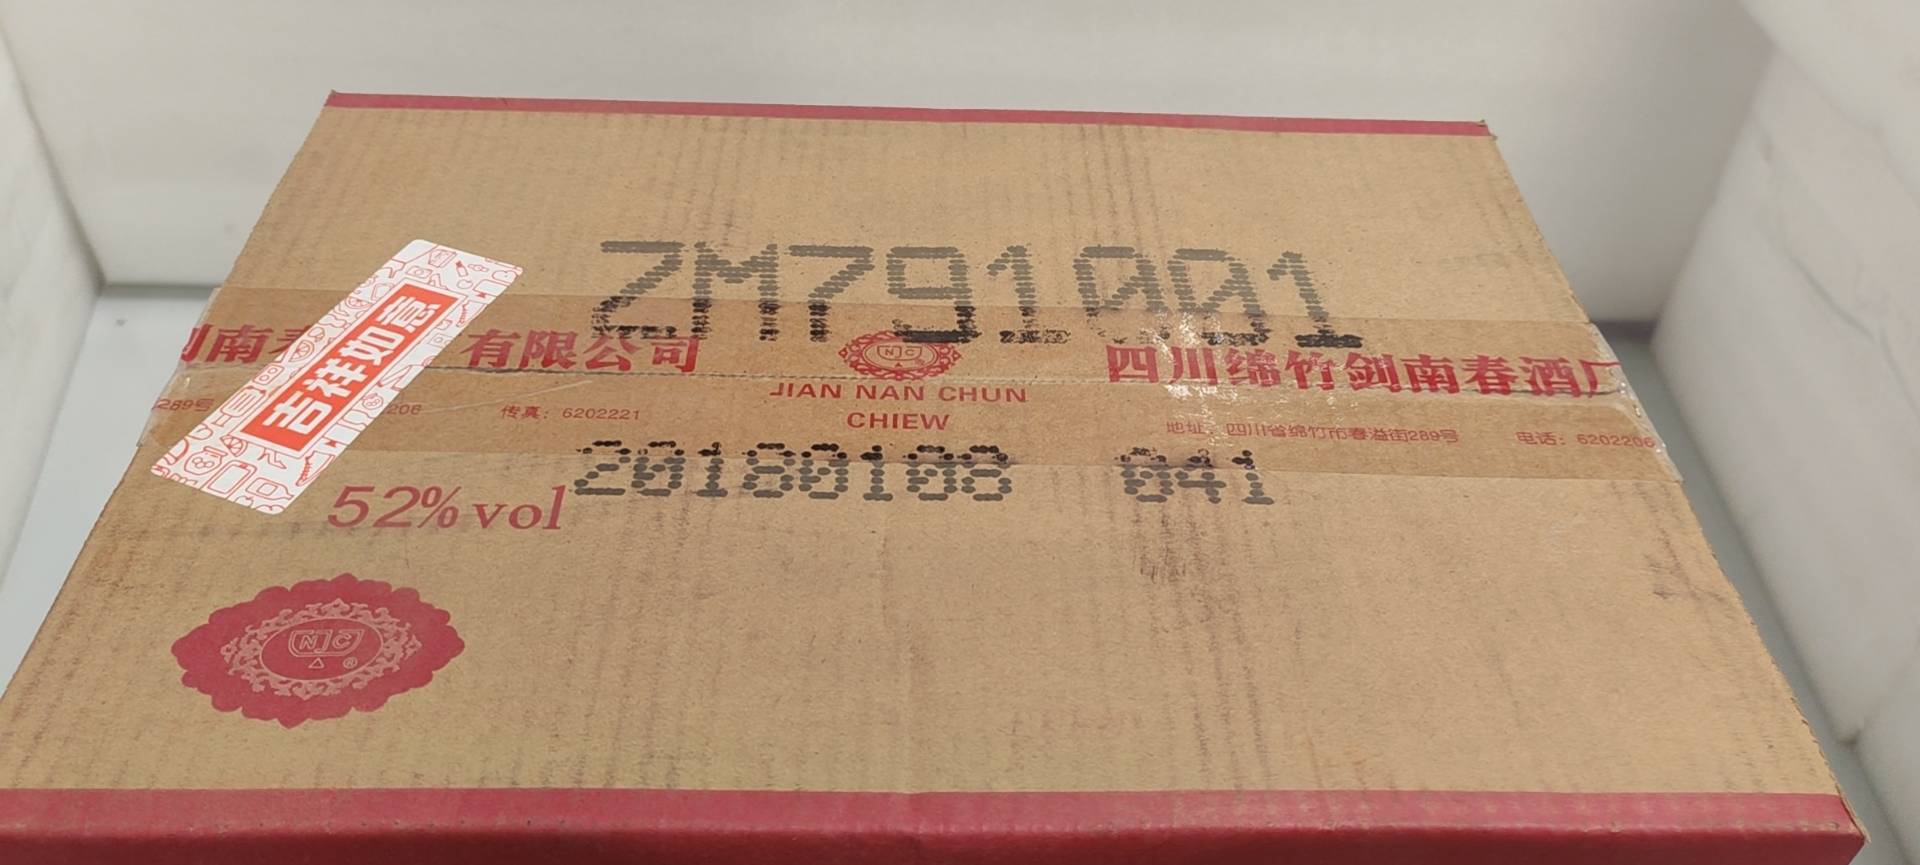 ZM791001
吉祥如意
南春
有限公司
NJC
四川绵竹剑南春酒厂
JIAN NAN CHUN
CHIEW
289号
206
传真：6202221
地址：四川省绵竹市春溢街289号
电话：6202206
20180108 041
52%vol
NJC
®